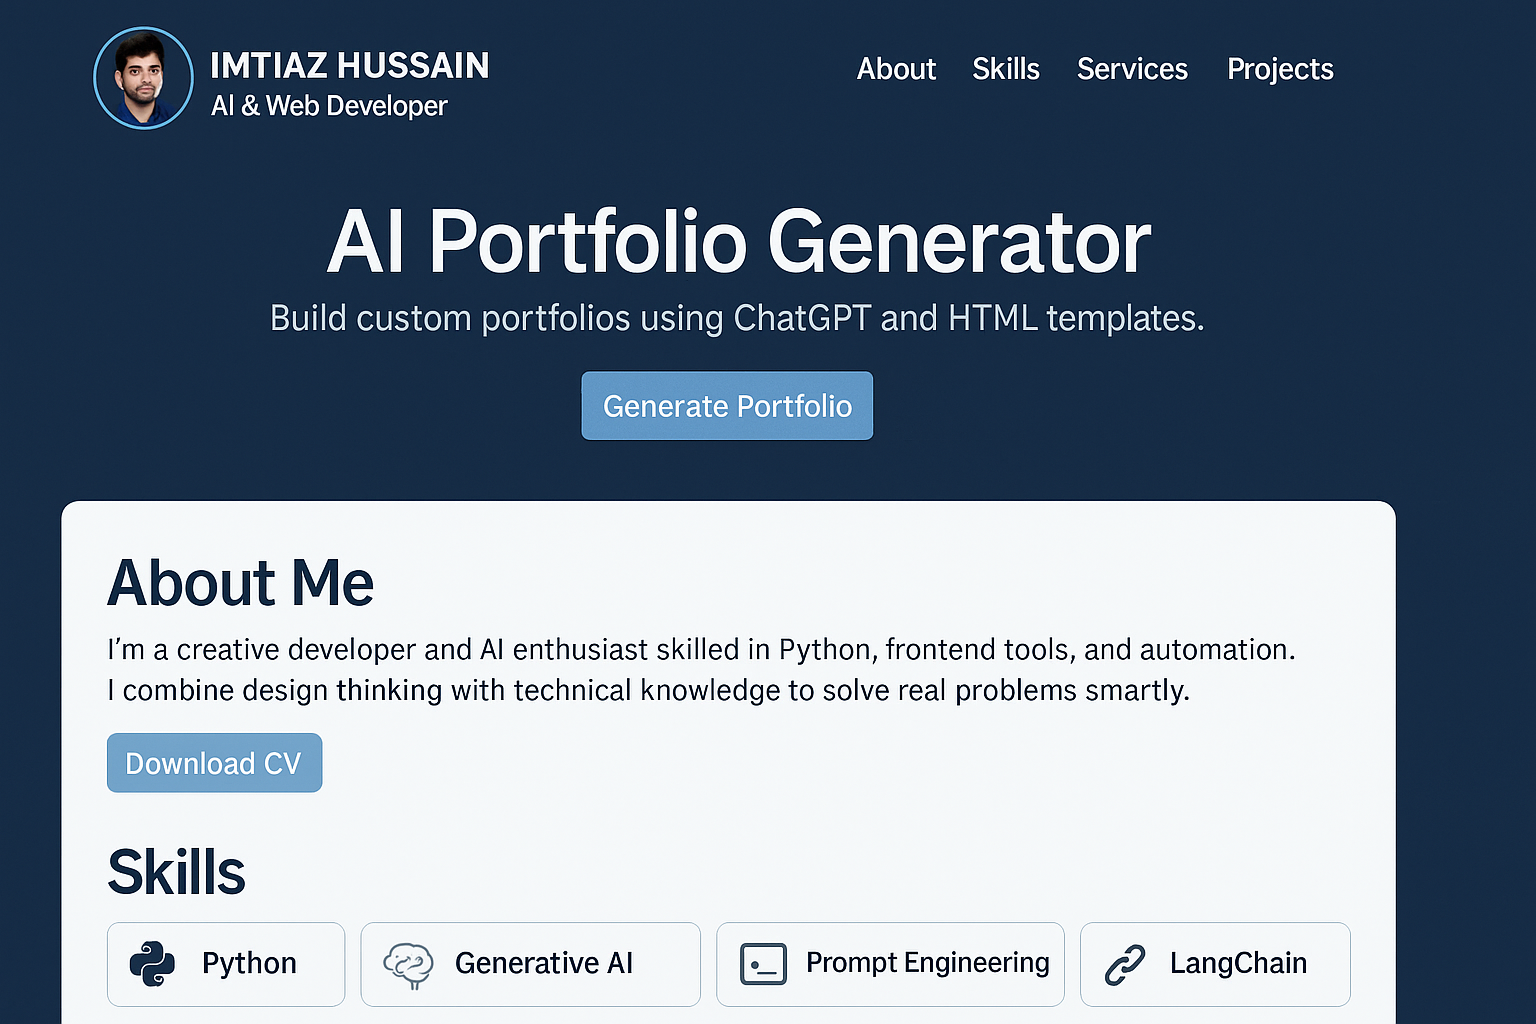 IMTIAZ HUSSAIN
AI & Web Developer
About Skills Services Projects
AI Portfolio Generator
Build custom portfolios using ChatGPT and HTML templates.
Generate Portfolio
About Me
I’m a creative developer and AI enthusiast skilled in Python, frontend tools, and automation.
I combine design thinking with technical knowledge to solve real problems smartly.
Download CV
Skills
Python Generative AI Prompt Engineering LangChain